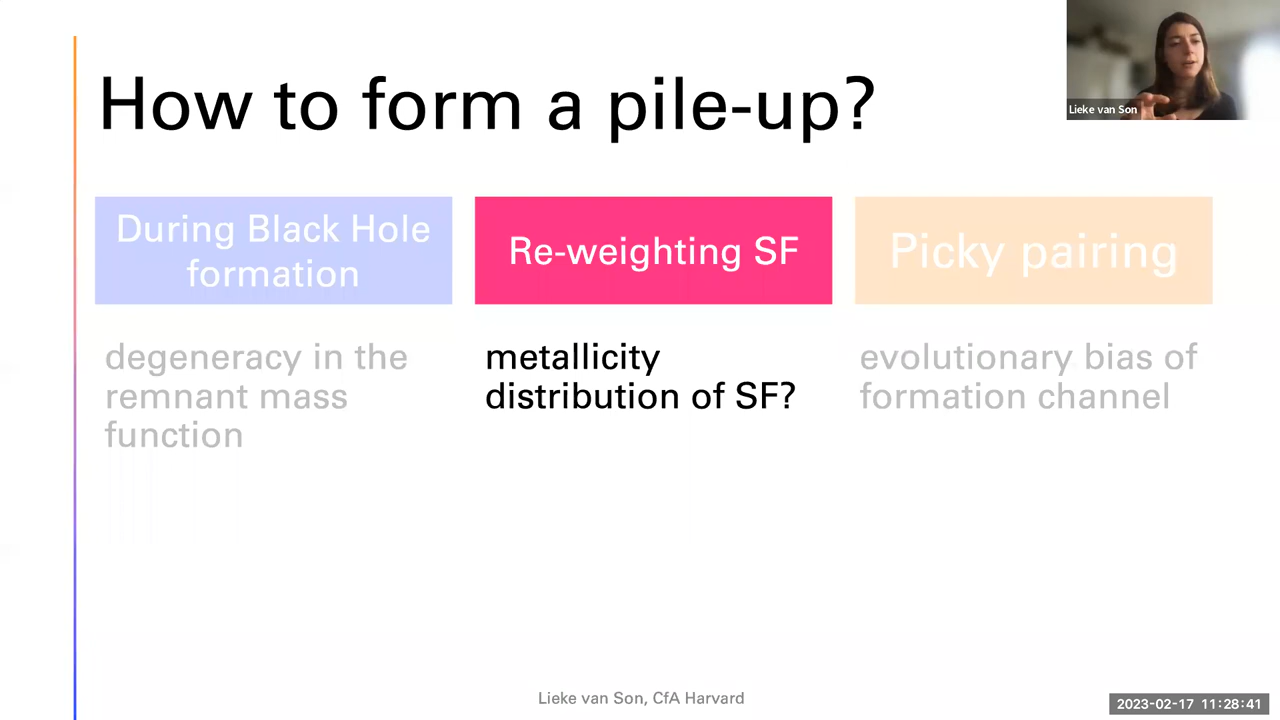 How to form a pile-up?
Lieke van Son
During Black Hole
formation
degeneracy in the
remnant mass
function
Re-weighting SF
metallicity
distribution of SF?
Picky pairing
evolutionary bias of
formation channel
Lieke van Son, CfA Harvard
2023-02-17 11:28:41